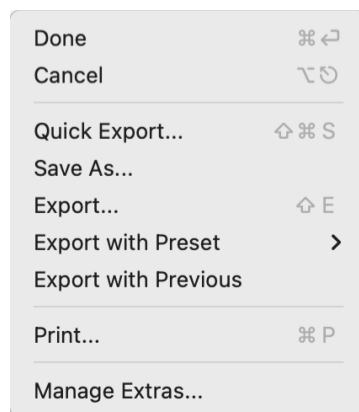 Done ⌘ ↩
Cancel ⌥ ⎋
Quick Export... ⇧ ⌘ S
Save As...
Export... ⇧ E
Export with Preset >
Export with Previous
Print... ⌘ P
Manage Extras...